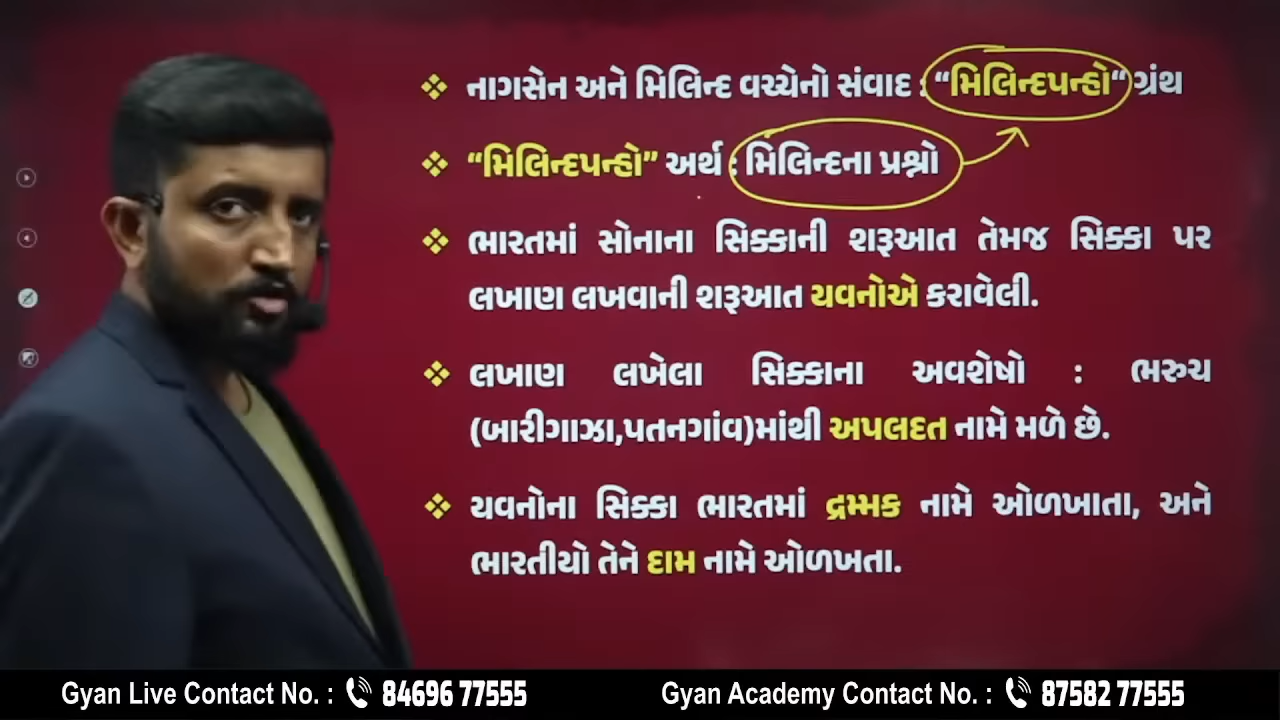 ❖ નાગસેન અને મિલિન્દ વચ્ચેનો સંવાદ : “મિલિન્દપન્હો“ ગ્રંથ
❖ “મિલિન્દપન્હો” અર્થ : મિલિન્દના પ્રશ્નો
❖ ભારતમાં સોનાના સિક્કાની શરૂઆત તેમજ સિક્કા પર
લખાણ લખવાની શરૂઆત યવનોએ કરાવેલી.
❖ લખાણ લખેલા સિક્કાના અવશેષો : ભરુચ
(બારીગાઝા,પતનગાંવ)માંથી અપલદત નામે મળે છે.
❖ યવનોના સિક્કા ભારતમાં દ્રમ્મક નામે ઓળખાતા, અને
ભારતીયો તેને દામ નામે ઓળખતા.
Gyan Live Contact No. : 84696 77555
Gyan Academy Contact No. : 87582 77555